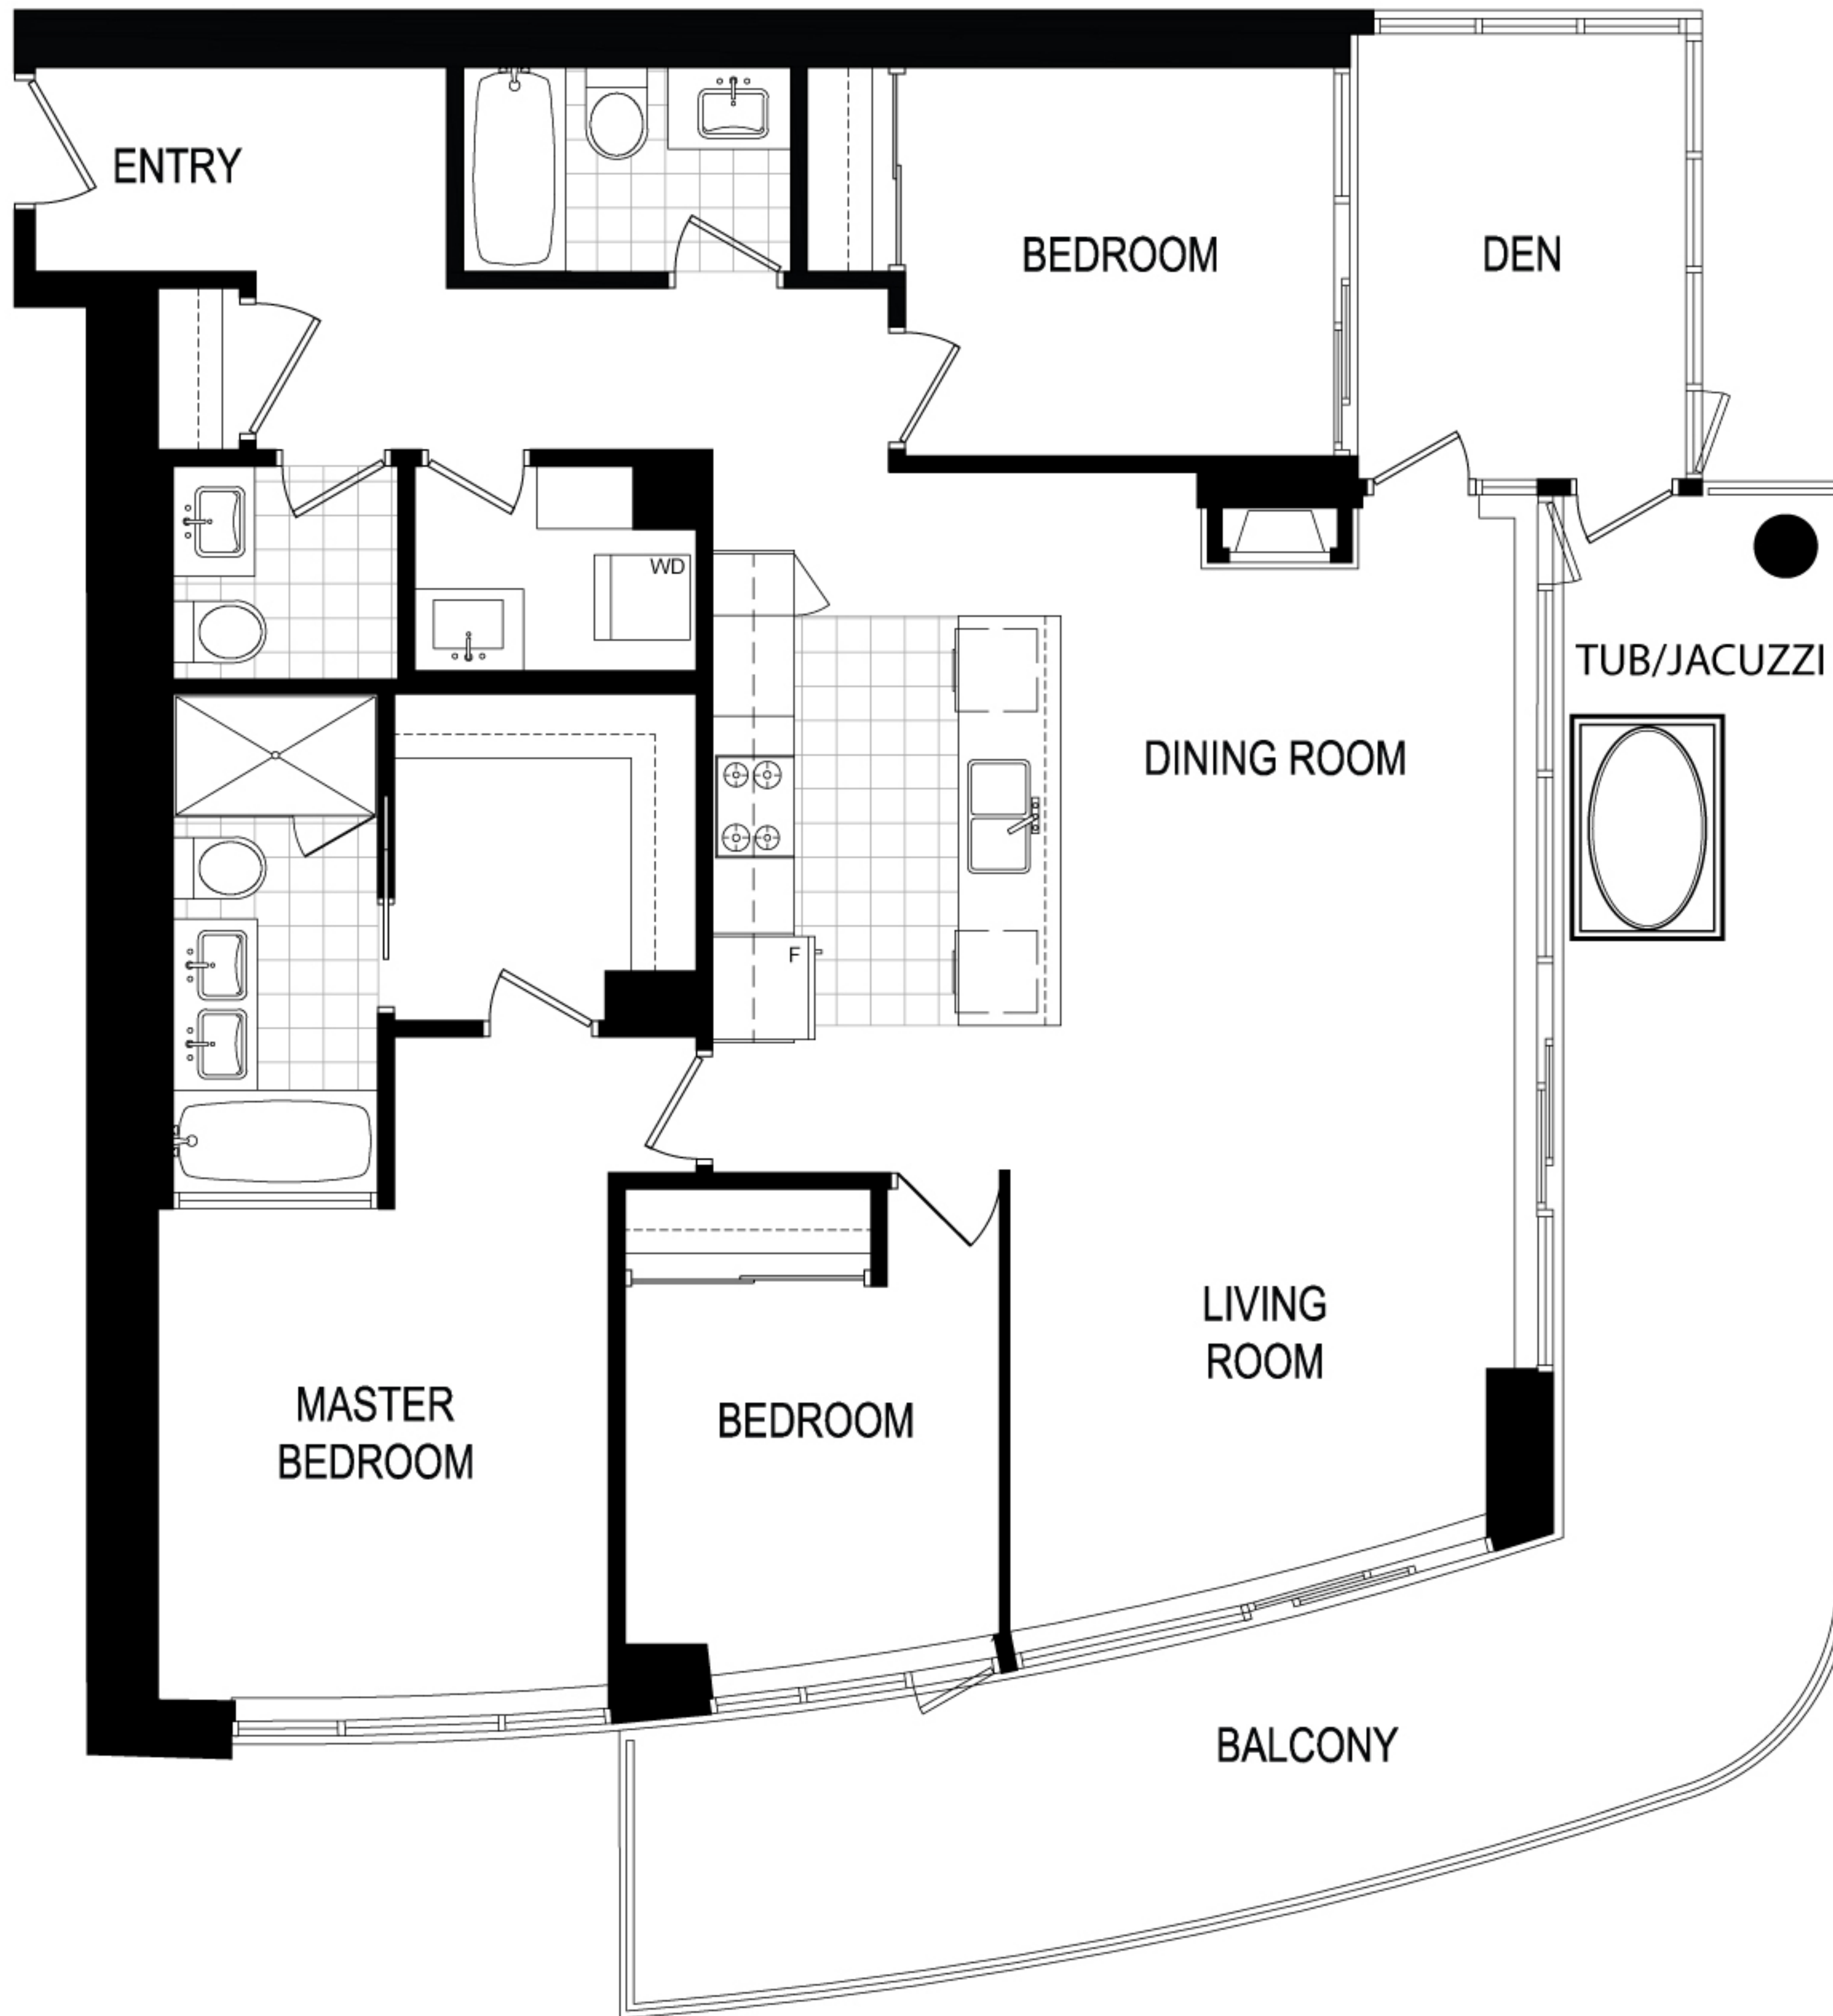 ENTRY
BEDROOM
DEN
WD
TUB/JACUZZI
DINING ROOM
F
LIVING
ROOM
MASTER
BEDROOM
BEDROOM
BALCONY